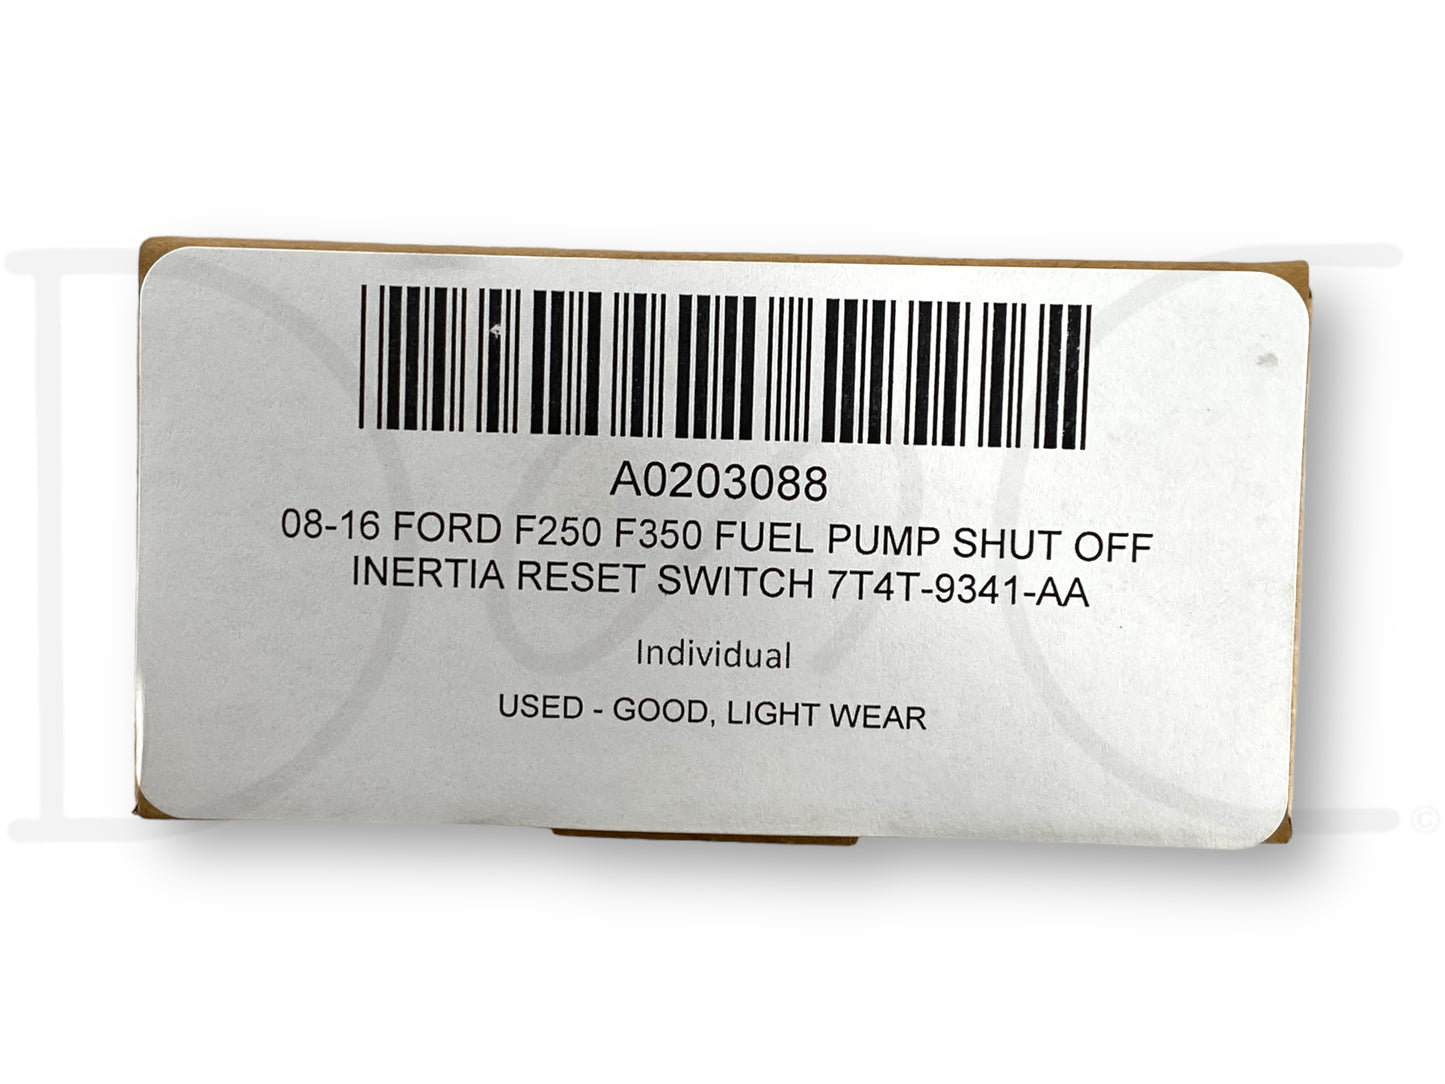 A0203088
08-16 FORD F250 F350 FUEL PUMP SHUT OFF
INERTIA RESET SWITCH 7T4T-9341-AA
Individual
USED - GOOD, LIGHT WEAR
©